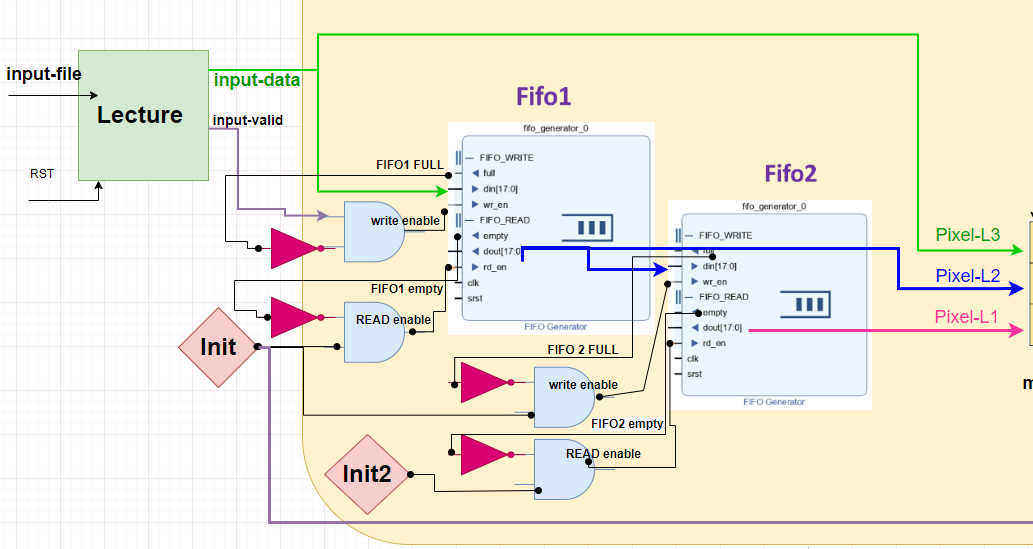 input-file
Lecture
RST
input-data
input-valid
Fifo1
fifo_generator_0
FIFO_WRITE
full
din[17:0]
wr_en
FIFO_READ
empty
dout[17:0]
rd_en
clk
srst
FIFO Generator
FIFO1 FULL
write enable
FIFO1 empty
READ enable
Init
Fifo2
fifo_generator_0
FIFO_WRITE
full
din[17:0]
wr_en
FIFO_READ
empty
dout[17:0]
rd_en
clk
srst
FIFO Generator
FIFO 2 FULL
write enable
FIFO2 empty
READ enable
Init2
Pixel-L3
Pixel-L2
Pixel-L1